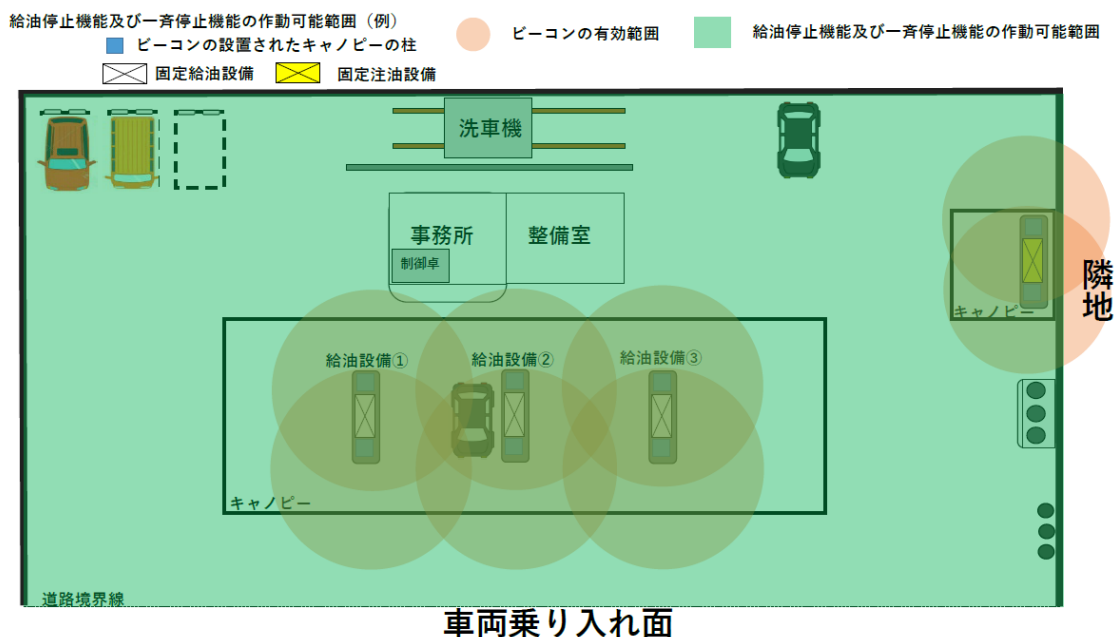 給油停止機能及び一斉停止機能の作動可能範囲（例）
ビーコンの設置されたキャノピーの柱
ビーコンの有効範囲
給油停止機能及び一斉停止機能の作動可能範囲
固定給油設備
固定注油設備
洗車機
事務所
整備室
制御卓
隣地
キャノピー
給油設備①
給油設備②
給油設備③
キャノピー
道路境界線
車両乗り入れ面